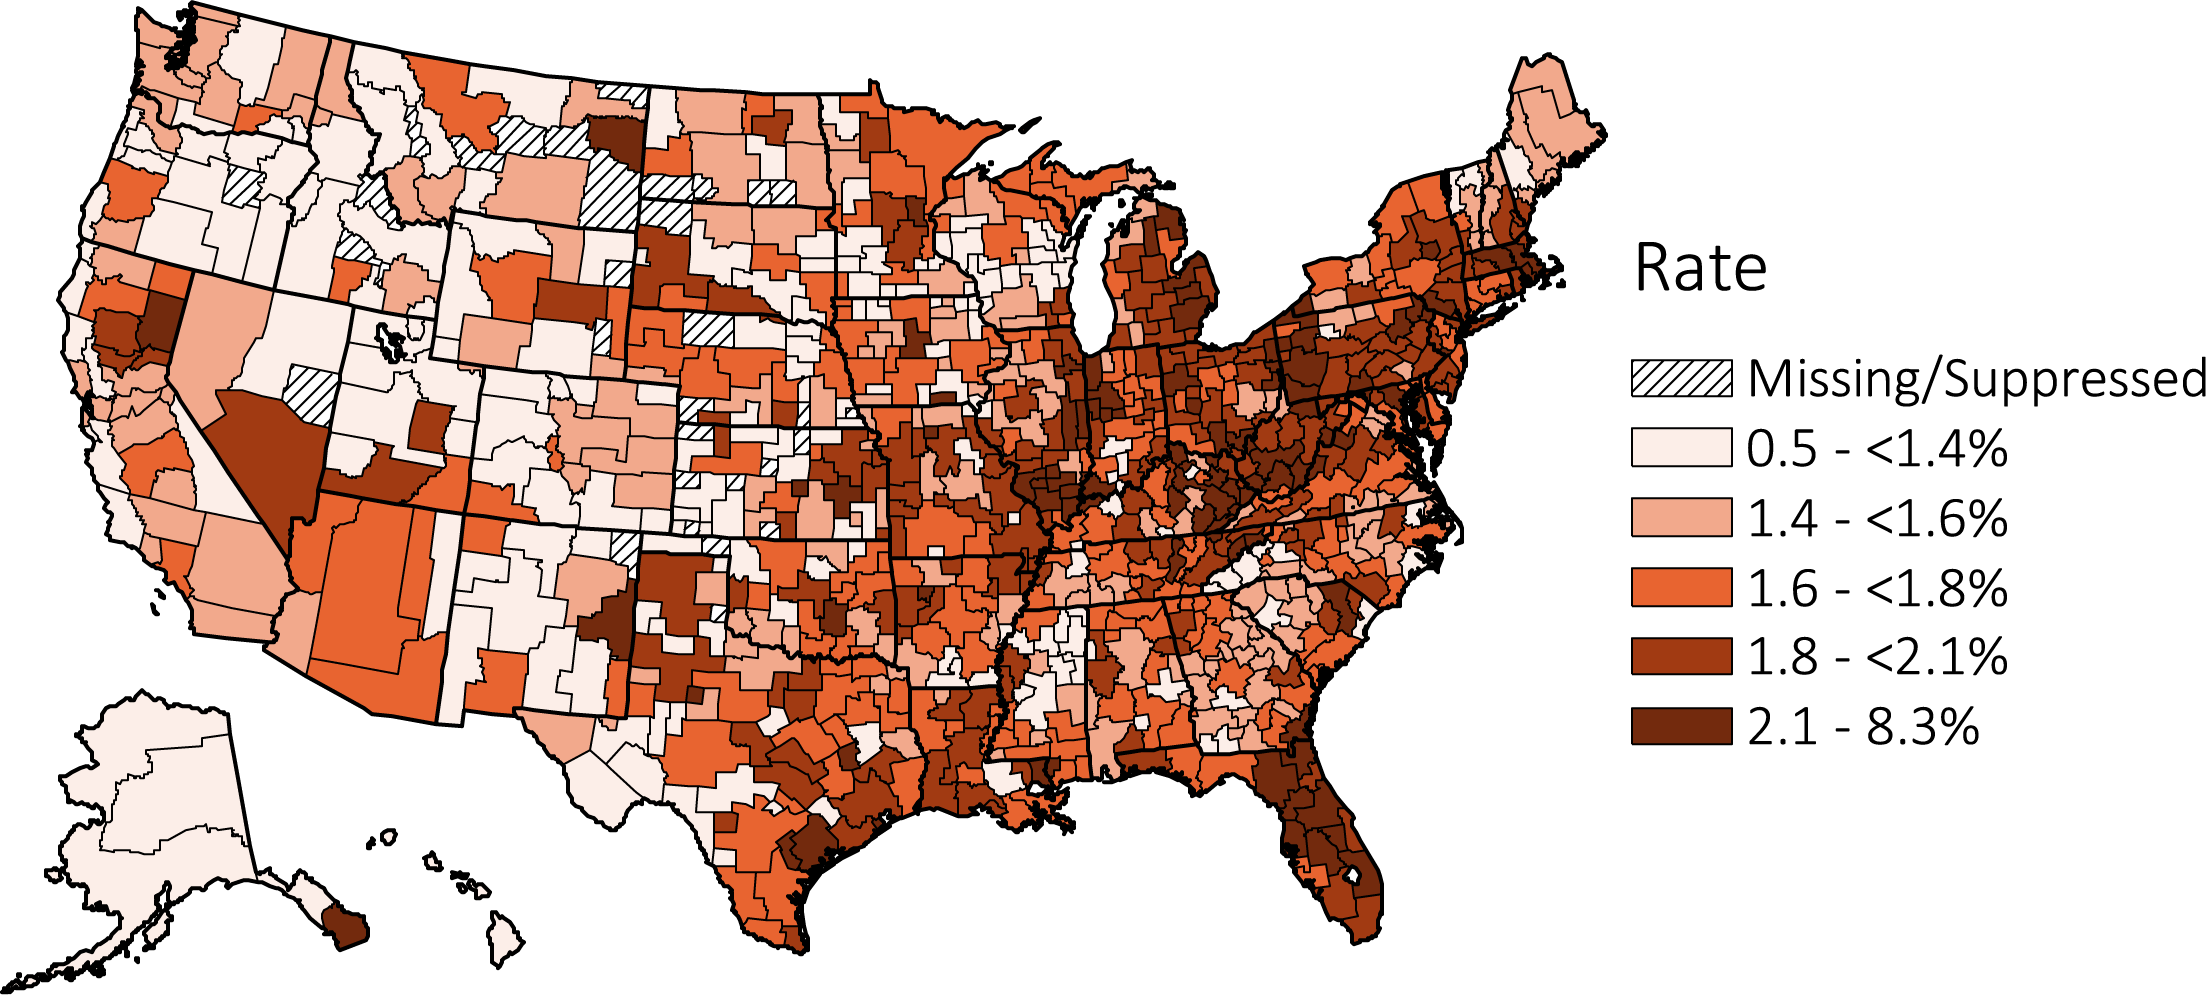 Rate
Missing/Suppressed
0.5 - <1.4%
1.4 - <1.6%
1.6 - <1.8%
1.8 - <2.1%
2.1 - 8.3%